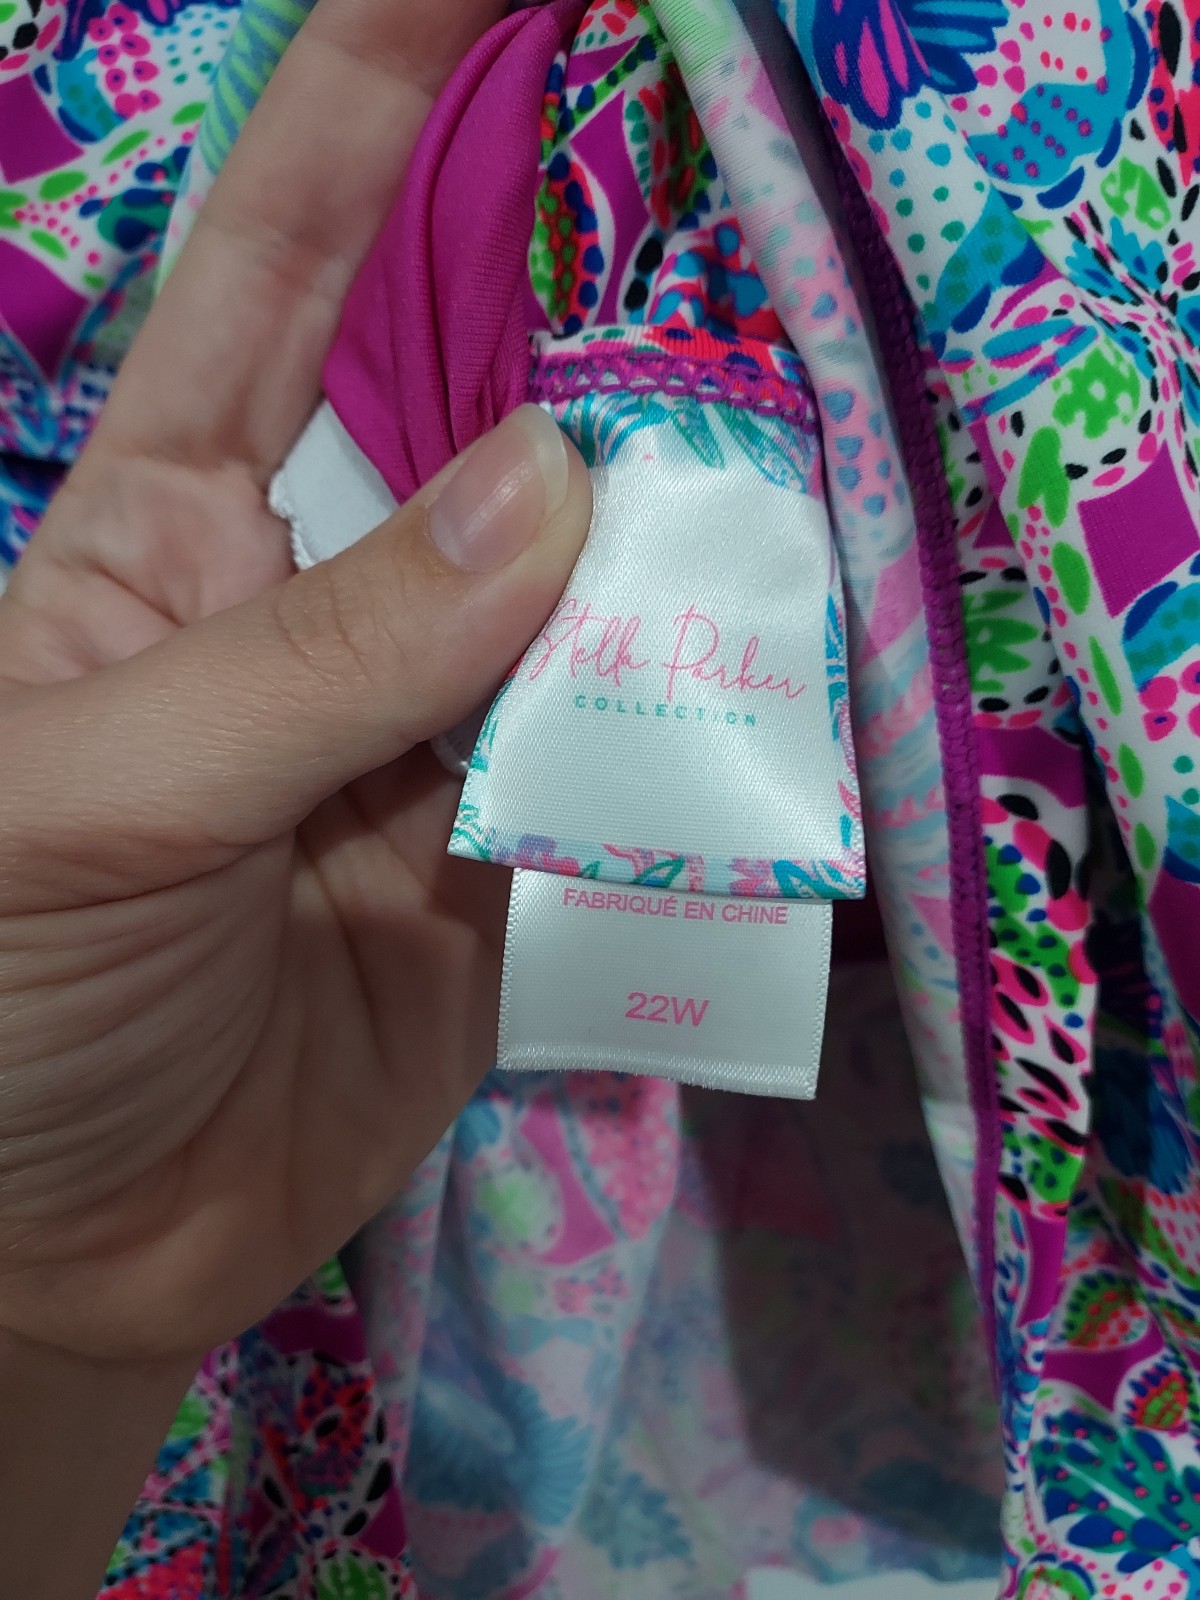 Stella Parker
COLLECTION
FABRIQUÉ EN CHINE
22W